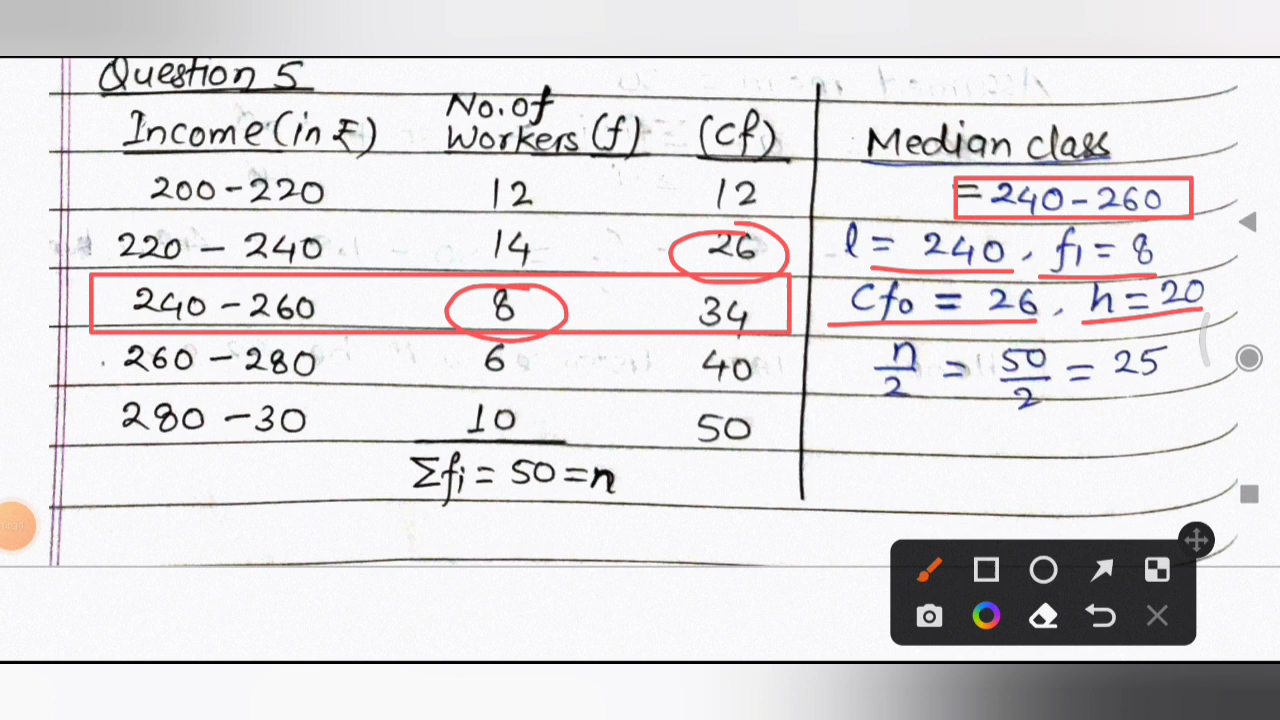 Question 5
Income (in ₹) No. of Workers (f) (Cf)
200 - 220 12 12
220 - 240 14 26
240 - 260 8 34
260 - 280 6 40
280 - 30 10 50
Σfi = 50 = n
Median class
= 240 - 260
l = 240, f1 = 8
Cf0 = 26, h = 20
n/2 = 50/2 = 25